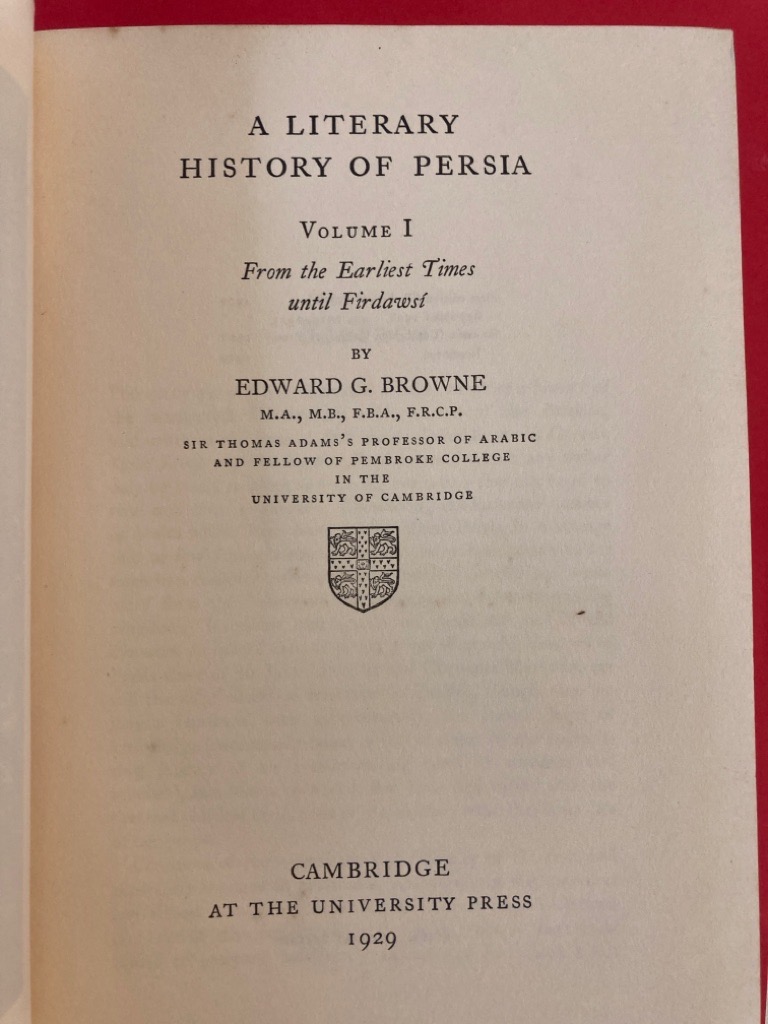 A LITERARY
HISTORY OF PERSIA
VOLUME I
From the Earliest Times
until Firdawsí
BY
EDWARD G. BROWNE
M.A., M.B., F.B.A., F.R.C.P.
SIR THOMAS ADAMS'S PROFESSOR OF ARABIC
AND FELLOW OF PEMBROKE COLLEGE
IN THE
UNIVERSITY OF CAMBRIDGE
CAMBRIDGE
AT THE UNIVERSITY PRESS
1929